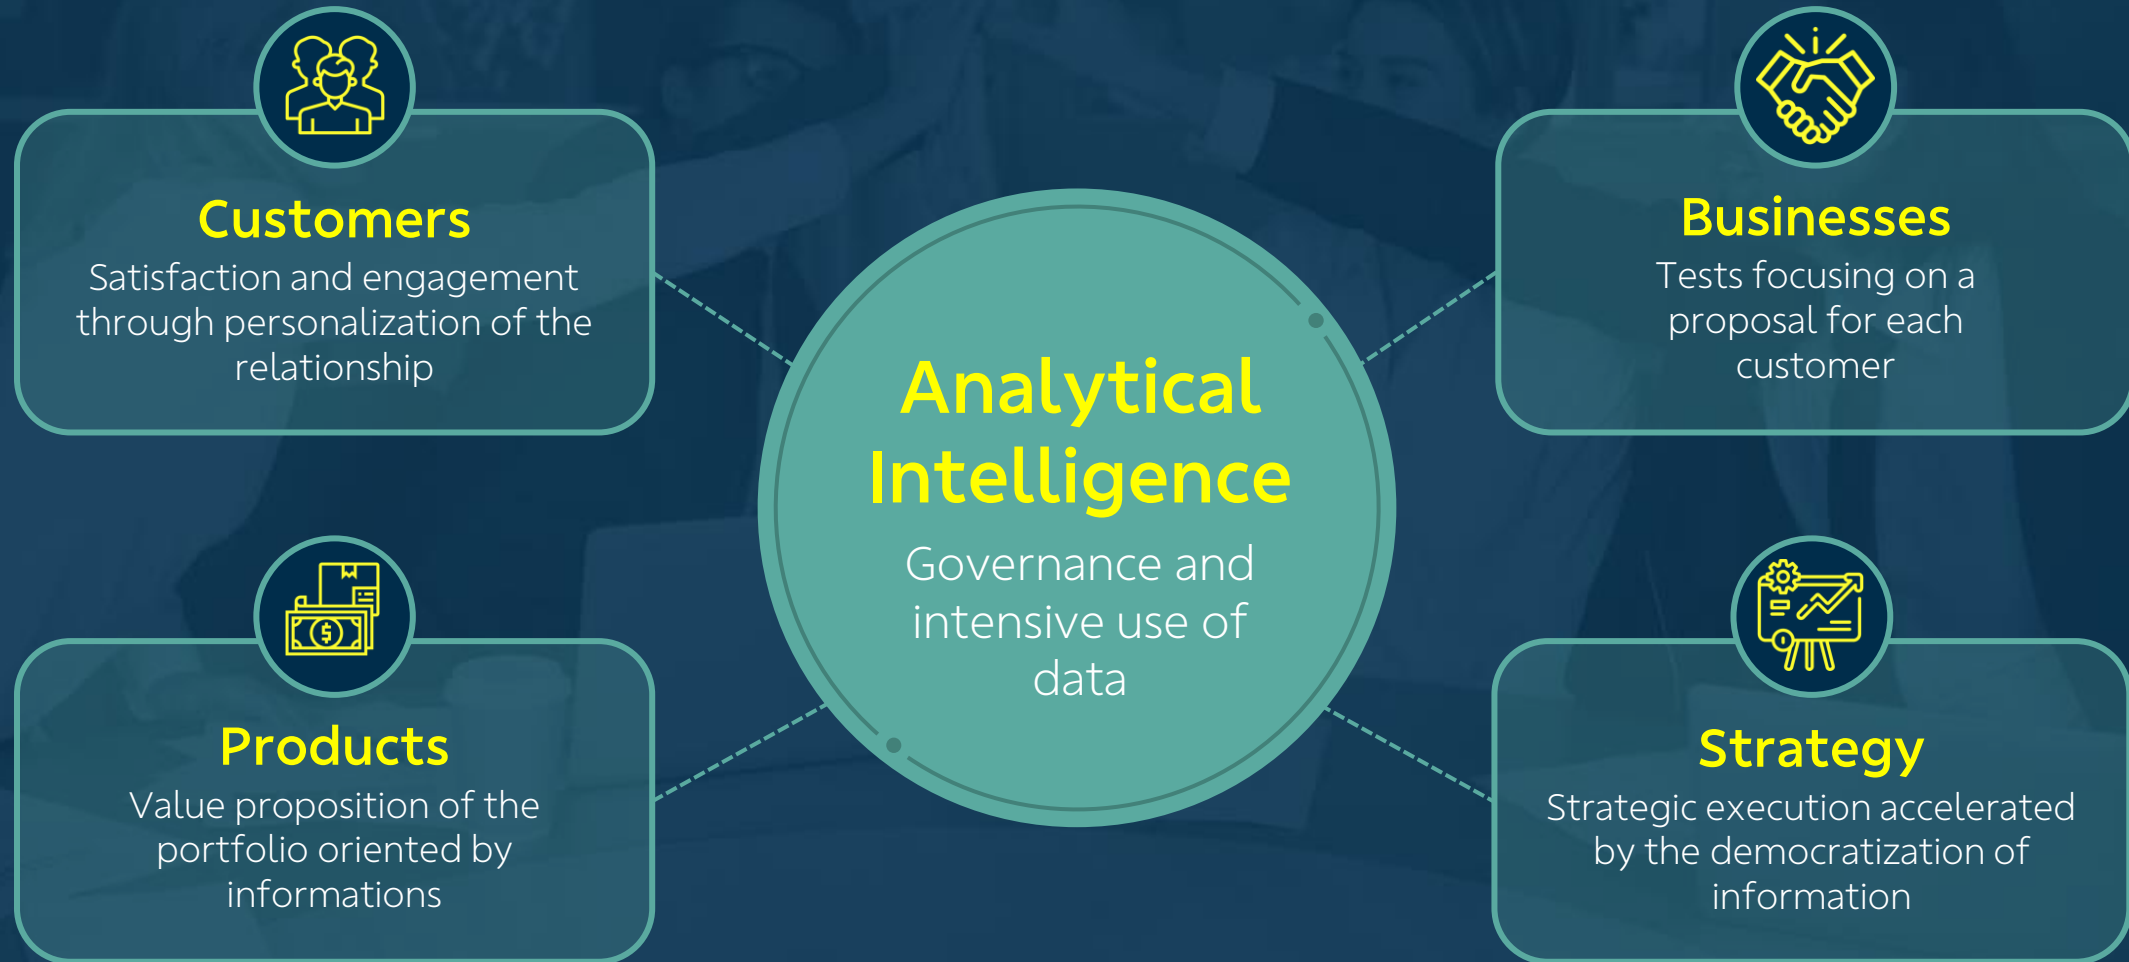 Customers
Satisfaction and engagement
through personalization of the
relationship
Businesses
Tests focusing on a
proposal for each
customer
Analytical
Intelligence
Governance and
intensive use of
data
Products
Value proposition of the
portfolio oriented by
informations
Strategy
Strategic execution accelerated
by the democratization of
information